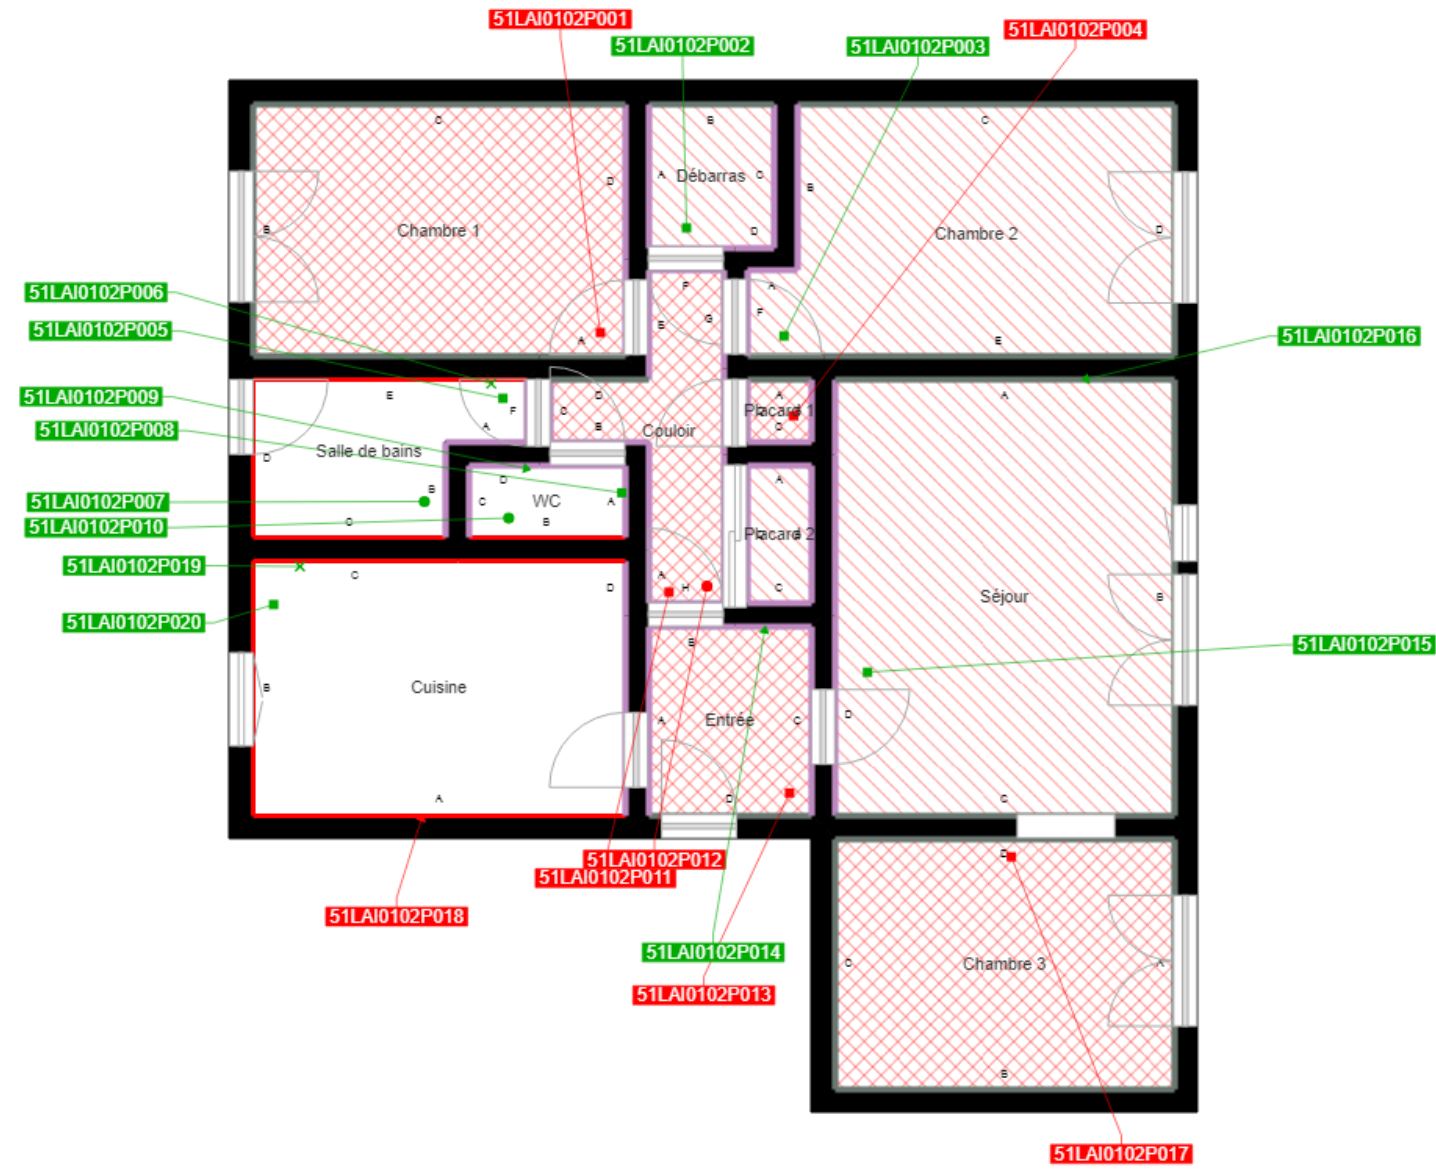 51LAI0102P001
51LAI0102P002
51LAI0102P003
51LAI0102P004
C
B
C
D
A
Débarras
C
B
B
Chambre 1
D
Chambre 2
D
A
F
A
51LAI0102P006
F
E
G
51LAI0102P005
A
E
51LAI0102P016
51LAI0102P009
E
D
A
A
C
F
Placard 1
51LAI0102P008
A
B
Couloir
C
Salle de bains
D
D
A
B
51LAI0102P007
C
WC
A
51LAI0102P010
C
B
Placard 2
51LAI0102P019
C
A
D
H
C
Séjour
B
51LAI0102P020
B
51LAI0102P015
B
Cuisine
A
Entrée
C
D
A
D
C
51LAI0102P012
D
51LAI0102P011
51LAI0102P018
51LAI0102P014
C
Chambre 3
A
51LAI0102P013
B
51LAI0102P017